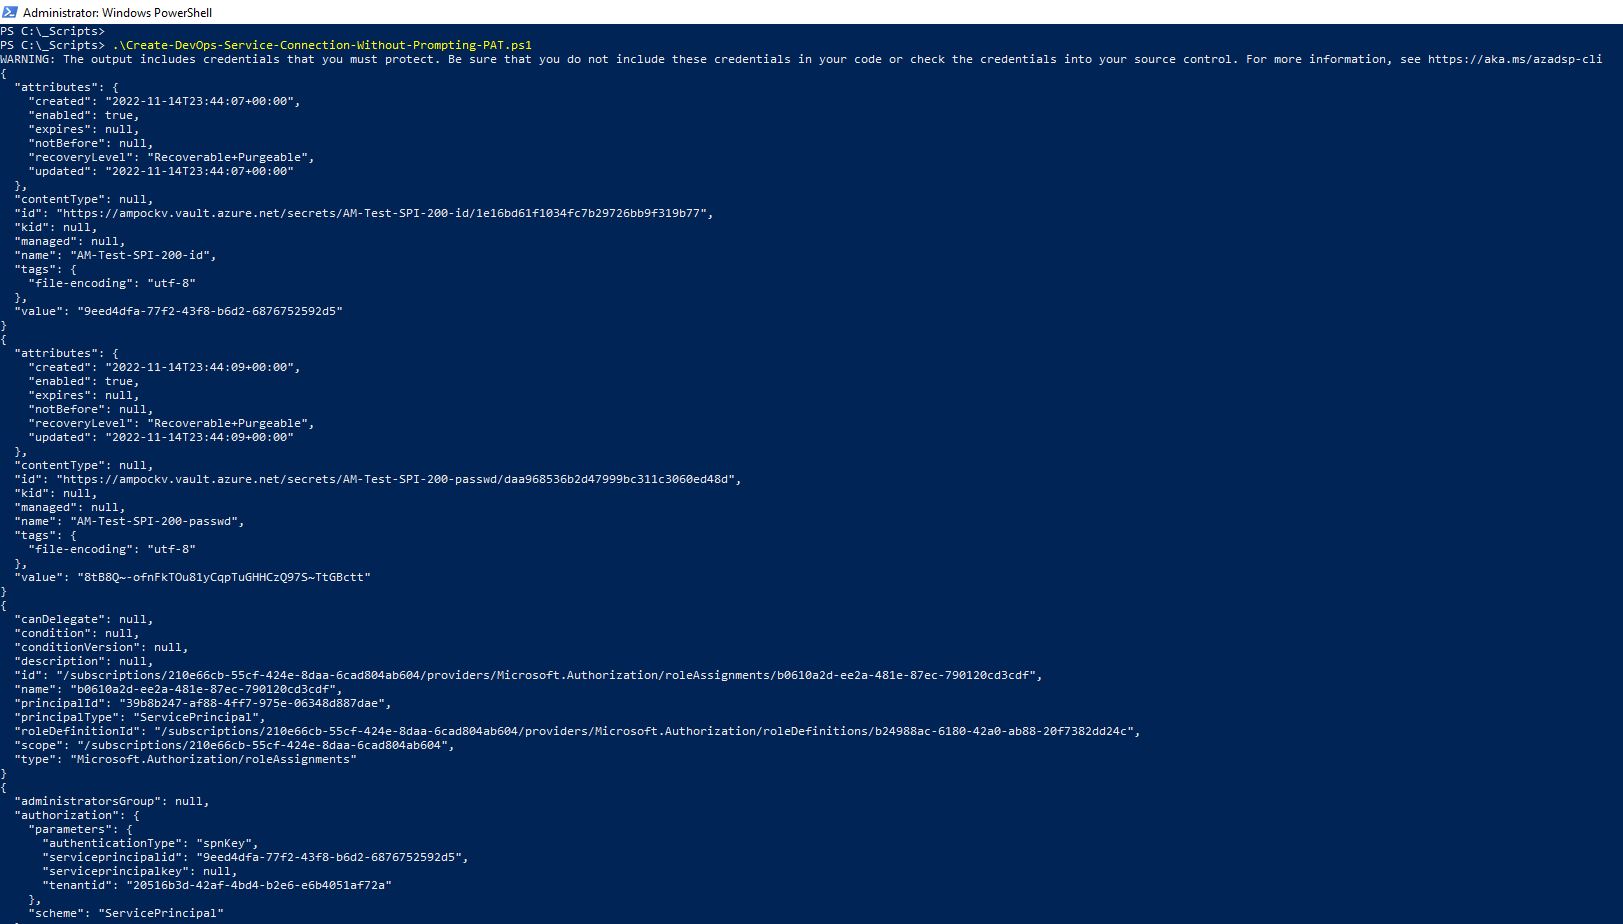 Administrator: Windows PowerShell
PS C:\_Scripts>
PS C:\_Scripts> .\Create-DevOps-Service-Connection-Without-Prompting-PAT.ps1
WARNING: The output includes credentials that you must protect. Be sure that you do not include these credentials in your code or check the credentials into your source control. For more information, see https://aka.ms/azadsp-cli
{
  "attributes": {
    "created": "2022-11-14T23:44:07+00:00",
    "enabled": true,
    "expires": null,
    "notBefore": null,
    "recoveryLevel": "Recoverable+Purgeable",
    "updated": "2022-11-14T23:44:07+00:00"
  },
  "contentType": null,
  "id": "https://ampockv.vault.azure.net/secrets/AM-Test-SPI-200-id/1e16bd61f1034fc7b29726bb9f319b77",
  "kid": null,
  "managed": null,
  "name": "AM-Test-SPI-200-id",
  "tags": {
    "file-encoding": "utf-8"
  },
  "value": "9eed4dfa-77f2-43f8-b6d2-6876752592d5"
}
{
  "attributes": {
    "created": "2022-11-14T23:44:09+00:00",
    "enabled": true,
    "expires": null,
    "notBefore": null,
    "recoveryLevel": "Recoverable+Purgeable",
    "updated": "2022-11-14T23:44:09+00:00"
  },
  "contentType": null,
  "id": "https://ampockv.vault.azure.net/secrets/AM-Test-SPI-200-passwd/daa968536b2d47999bc311c3060ed48d",
  "kid": null,
  "managed": null,
  "name": "AM-Test-SPI-200-passwd",
  "tags": {
    "file-encoding": "utf-8"
  },
  "value": "8tB8Q~-ofnFkTOu81yCqpTuGHHCzQ97S~TtGBctt"
}
{
  "canDelegate": null,
  "condition": null,
  "conditionVersion": null,
  "description": null,
  "id": "/subscriptions/210e66cb-55cf-424e-8daa-6cad804ab604/providers/Microsoft.Authorization/roleAssignments/b0610a2d-ee2a-481e-87ec-790120cd3cdf",
  "name": "b0610a2d-ee2a-481e-87ec-790120cd3cdf",
  "principalId": "39b8b247-af88-4ff7-975e-06348d887dae",
  "principalType": "ServicePrincipal",
  "roleDefinitionId": "/subscriptions/210e66cb-55cf-424e-8daa-6cad804ab604/providers/Microsoft.Authorization/roleDefinitions/b24988ac-6180-42a0-ab88-20f7382dd24c",
  "scope": "/subscriptions/210e66cb-55cf-424e-8daa-6cad804ab604",
  "type": "Microsoft.Authorization/roleAssignments"
}
{
  "administratorsGroup": null,
  "authorization": {
    "parameters": {
      "authenticationType": "spnKey",
      "serviceprincipalid": "9eed4dfa-77f2-43f8-b6d2-6876752592d5",
      "serviceprincipalkey": null,
      "tenantid": "20516b3d-42af-4bd4-b2e6-e6b4051af72a"
    },
    "scheme": "ServicePrincipal"